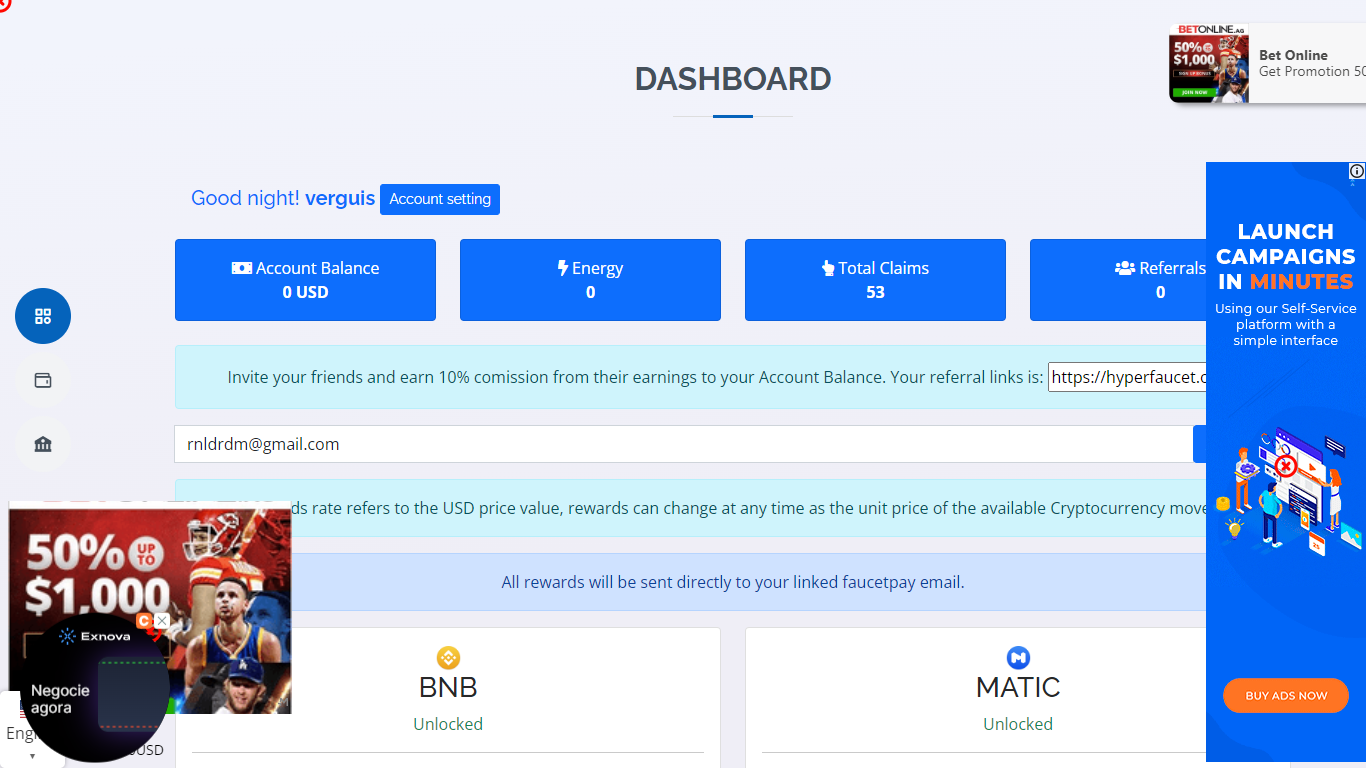 DASHBOARD
BETONLINE.AG
50% UP TO
$1,000
JOIN NOW
Bet Online
Get Promotion 50
Good night! verguis Account setting
Account Balance
0 USD
Energy
0
Total Claims
53
Referrals
0
Invite your friends and earn 10% comission from their earnings to your Account Balance. Your referral links is: https://hyperfaucet.c
rnldrdm@gmail.com
ds rate refers to the USD price value, rewards can change at any time as the unit price of the available Cryptocurrency move
All rewards will be sent directly to your linked faucetpay email.
BNB
Unlocked
MATIC
Unlocked
LAUNCH
CAMPAIGNS
IN MINUTES
Using our Self-Service
platform with a
simple interface
BUY ADS NOW
50% UP TO
$1,000
Exnova
Negocie
agora
Engl
USD